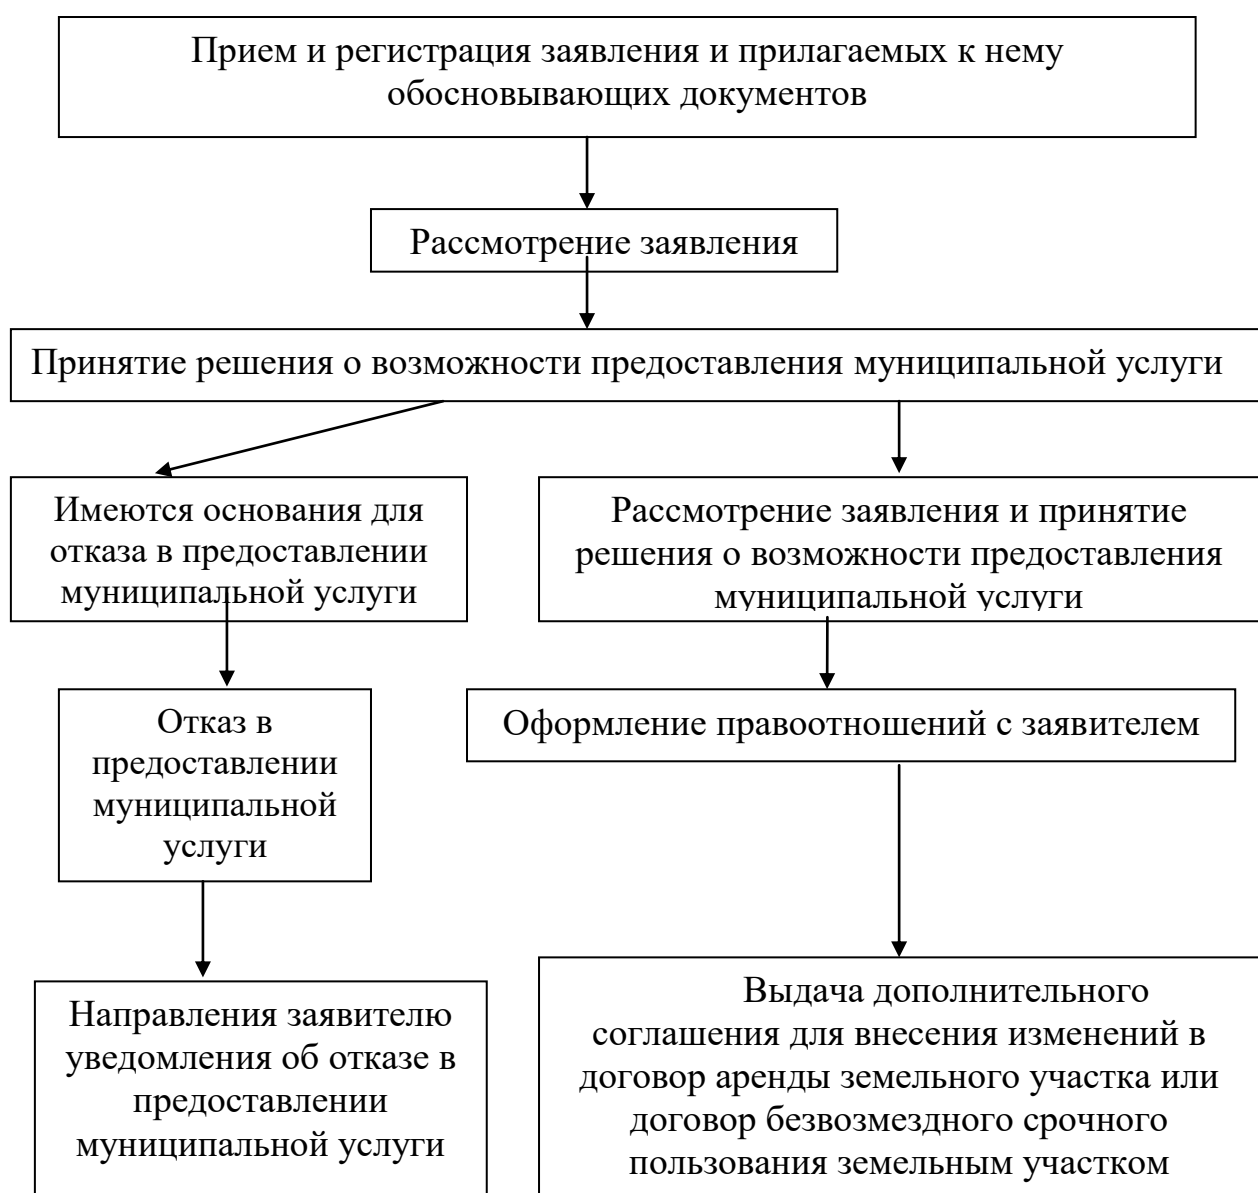 Прием и регистрация заявления и прилагаемых к нему
обосновывающих документов
Рассмотрение заявления
Принятие решения о возможности предоставления муниципальной услуги
Имеются основания для
отказа в предоставлении
муниципальной услуги
Рассмотрение заявления и принятие
решения о возможности предоставления
муниципальной услуги
Отказ в
предоставлении
муниципальной
услуги
Оформление правоотношений с заявителем
Направления заявителю
уведомления об отказе в
предоставлении
муниципальной услуги
Выдача дополнительного
соглашения для внесения изменений в
договор аренды земельного участка или
договор безвозмездного срочного
пользования земельным участком